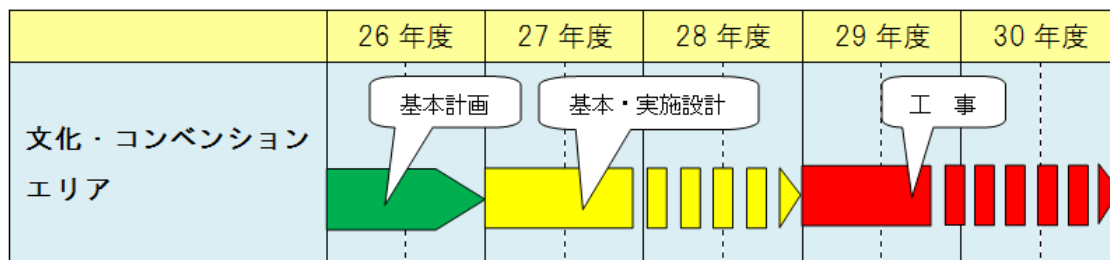 26 年度 27 年度 28 年度 29 年度 30 年度
基本計画 基本・実施設計 工　事
文化・コンベンション
エリア